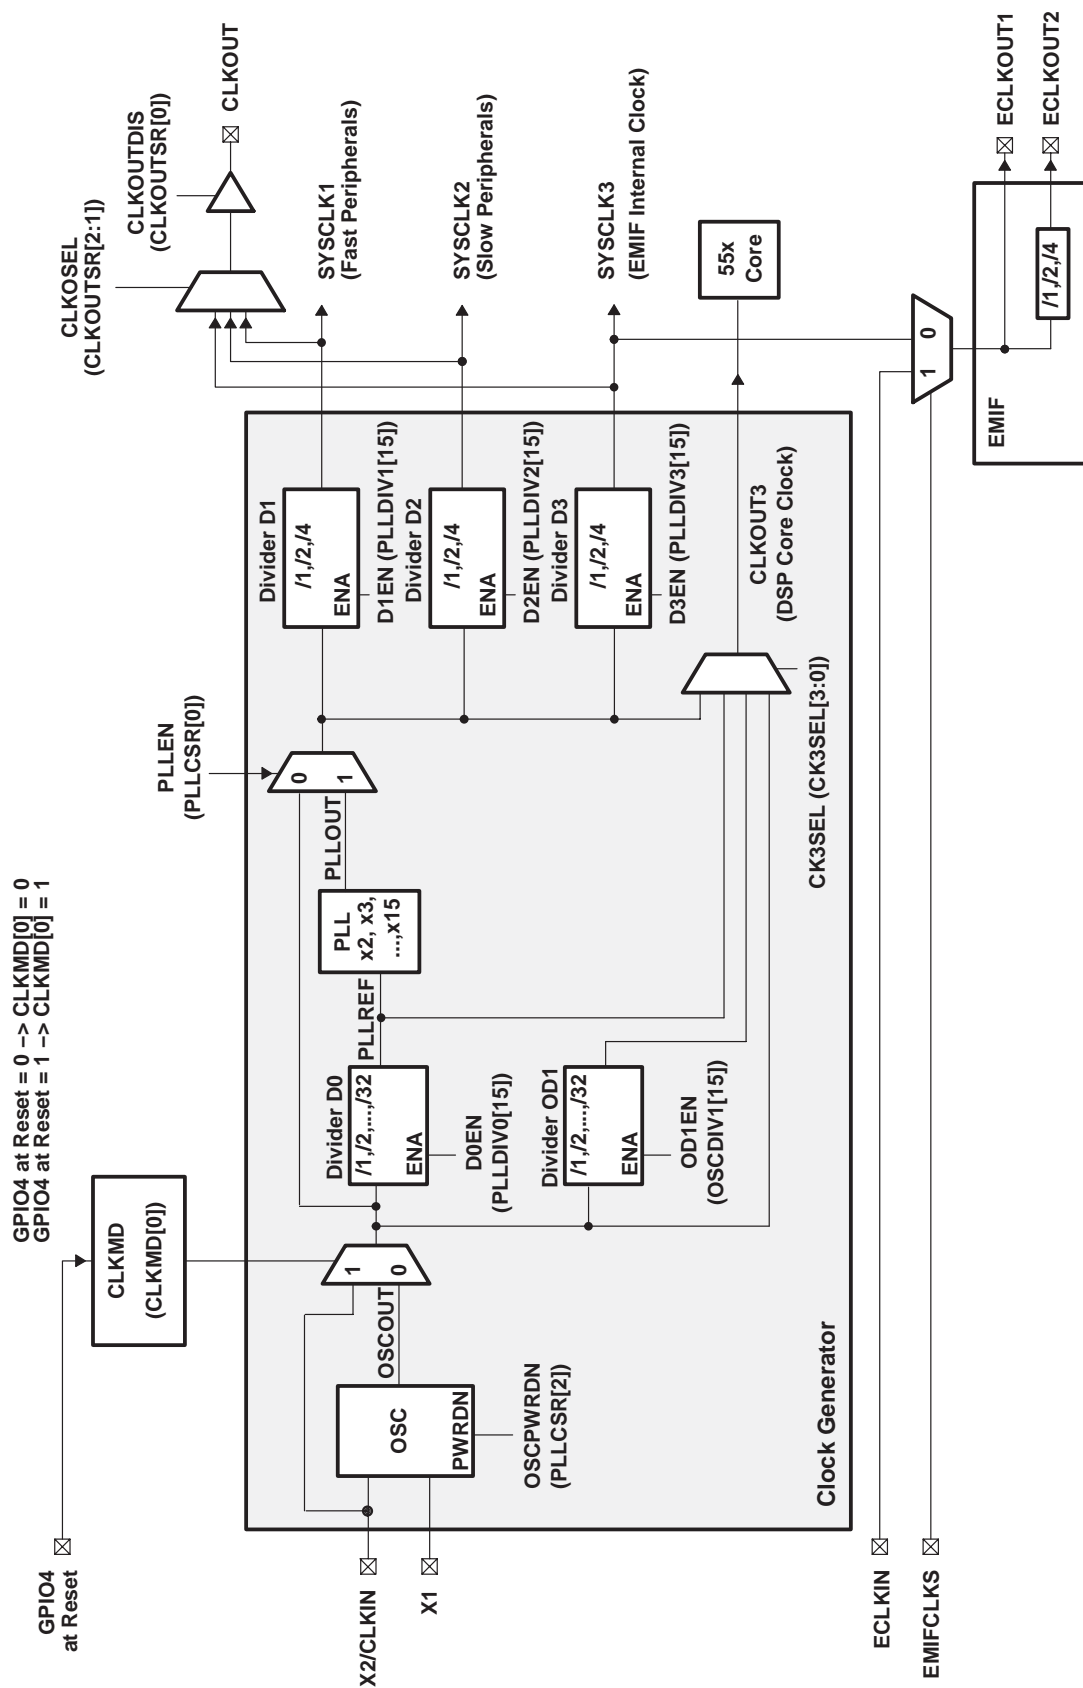 GPIO4 at Reset = 0 −> CLKMD[0] = 0
GPIO4 at Reset = 1 −> CLKMD[0] = 1
GPIO4
at Reset
CLKMD
(CLKMD[0])
PLLEN
(PLLCSR[0])
CLKOSEL
(CLKOUTSR[2:1])
CLKOUTDIS
(CLKOUTSR[0])
CLKOUT
X2/CLKIN
X1
OSC
PWRDN
OSCPWRDN
(PLLCSR[2])
OSCOUT
1
0
Divider D0
/1,/2,...,/32
ENA
D0EN
(PLLDIV0[15])
PLLREF
PLL
x2, x3,
...,x15
PLLOUT
0
1
Divider OD1
/1,/2,...,/32
ENA
OD1EN
(OSCDIV1[15])
Divider D1
/1,/2,/4
ENA
D1EN (PLLDIV1[15])
Divider D2
/1,/2,/4
ENA
D2EN (PLLDIV2[15])
Divider D3
/1,/2,/4
ENA
D3EN (PLLDIV3[15])
SYSCLK1
(Fast Peripherals)
SYSCLK2
(Slow Peripherals)
SYSCLK3
(EMIF Internal Clock)
CK3SEL (CK3SEL[3:0])
CLKOUT3
(DSP Core Clock)
55x
Core
Clock Generator
ECLKIN
EMIFCLKS
1
0
EMIF
/1,/2,/4
ECLKOUT1
ECLKOUT2